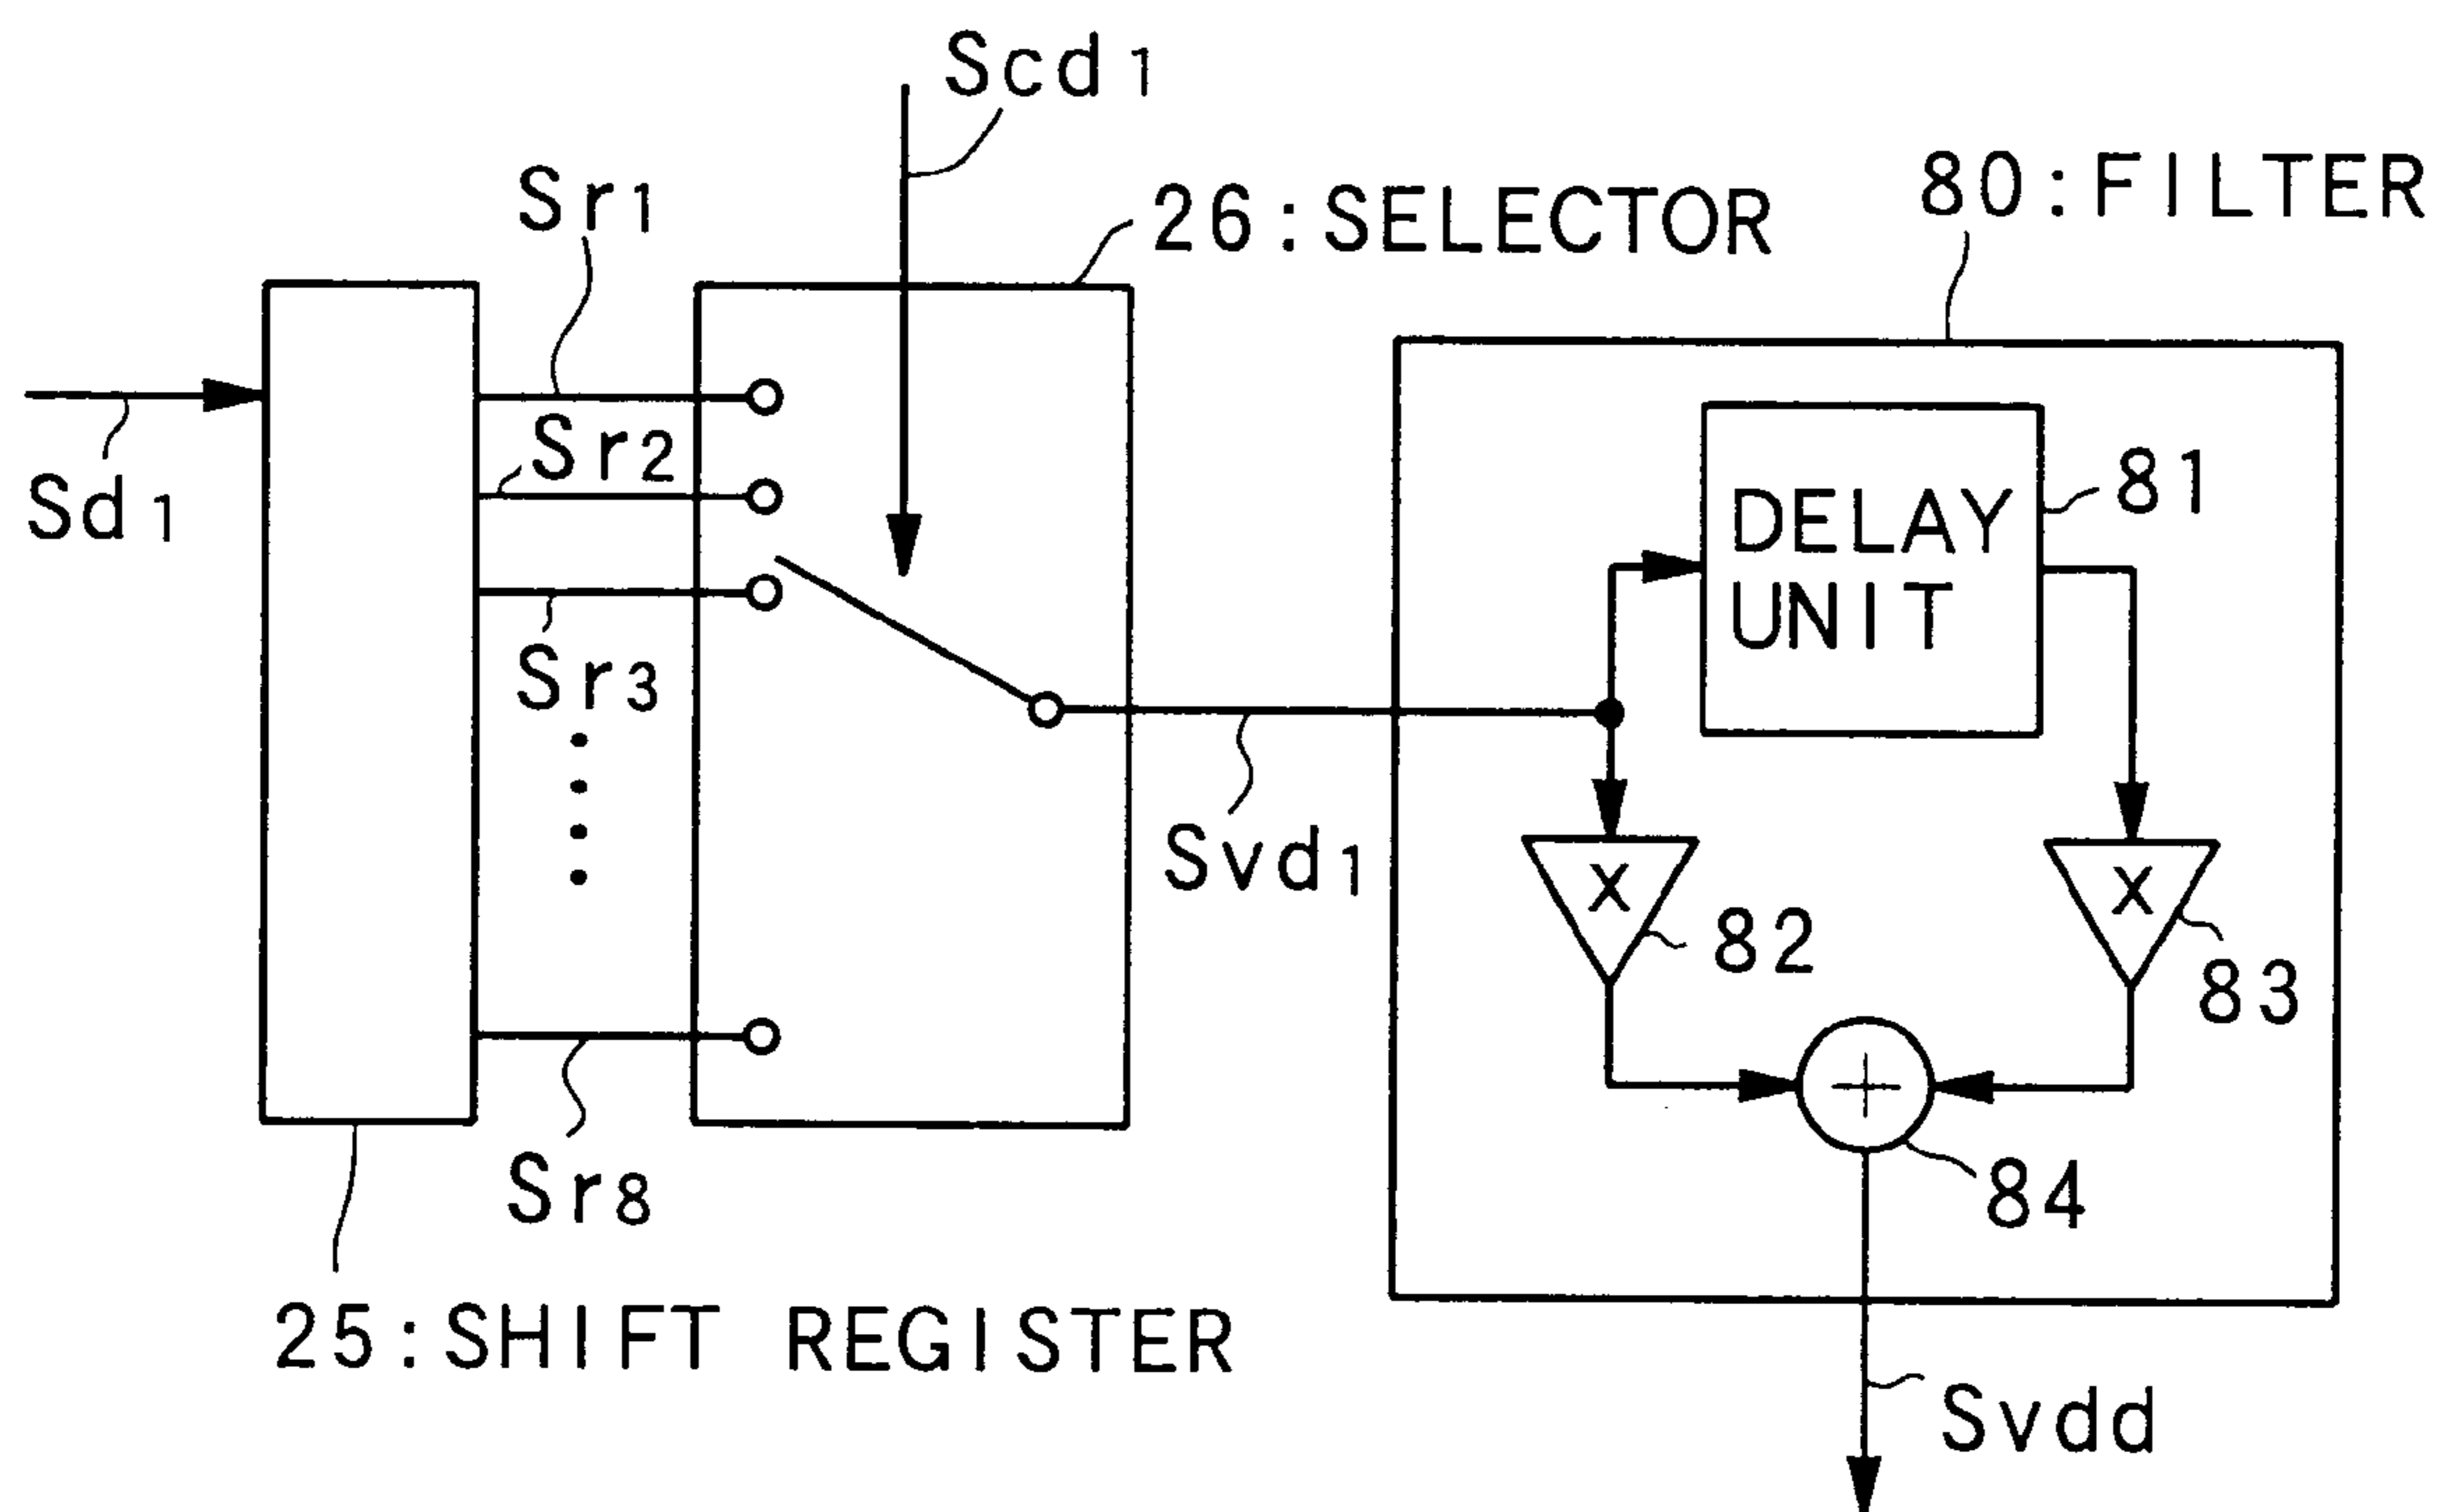 Scd1
80:FILTER
Sr1
26:SELECTOR
Sr2
Sd1
81
DELAY
UNIT
Sr3
Svd1
X
X
82
83
Sr8
84
25:SHIFT REGISTER
Svdd